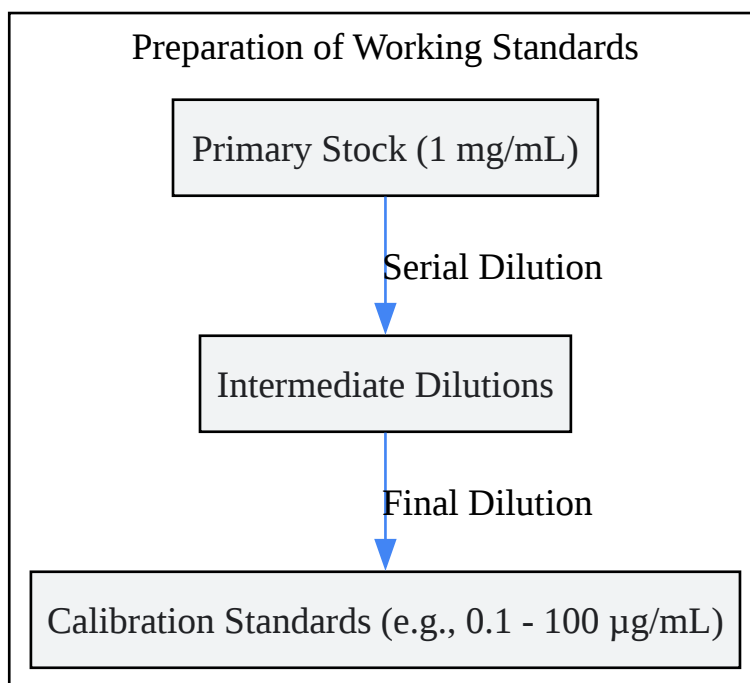 Preparation of Working Standards
Primary Stock (1 mg/mL)
Serial Dilution
Intermediate Dilutions
Final Dilution
Calibration Standards (e.g., 0.1 - 100 µg/mL)